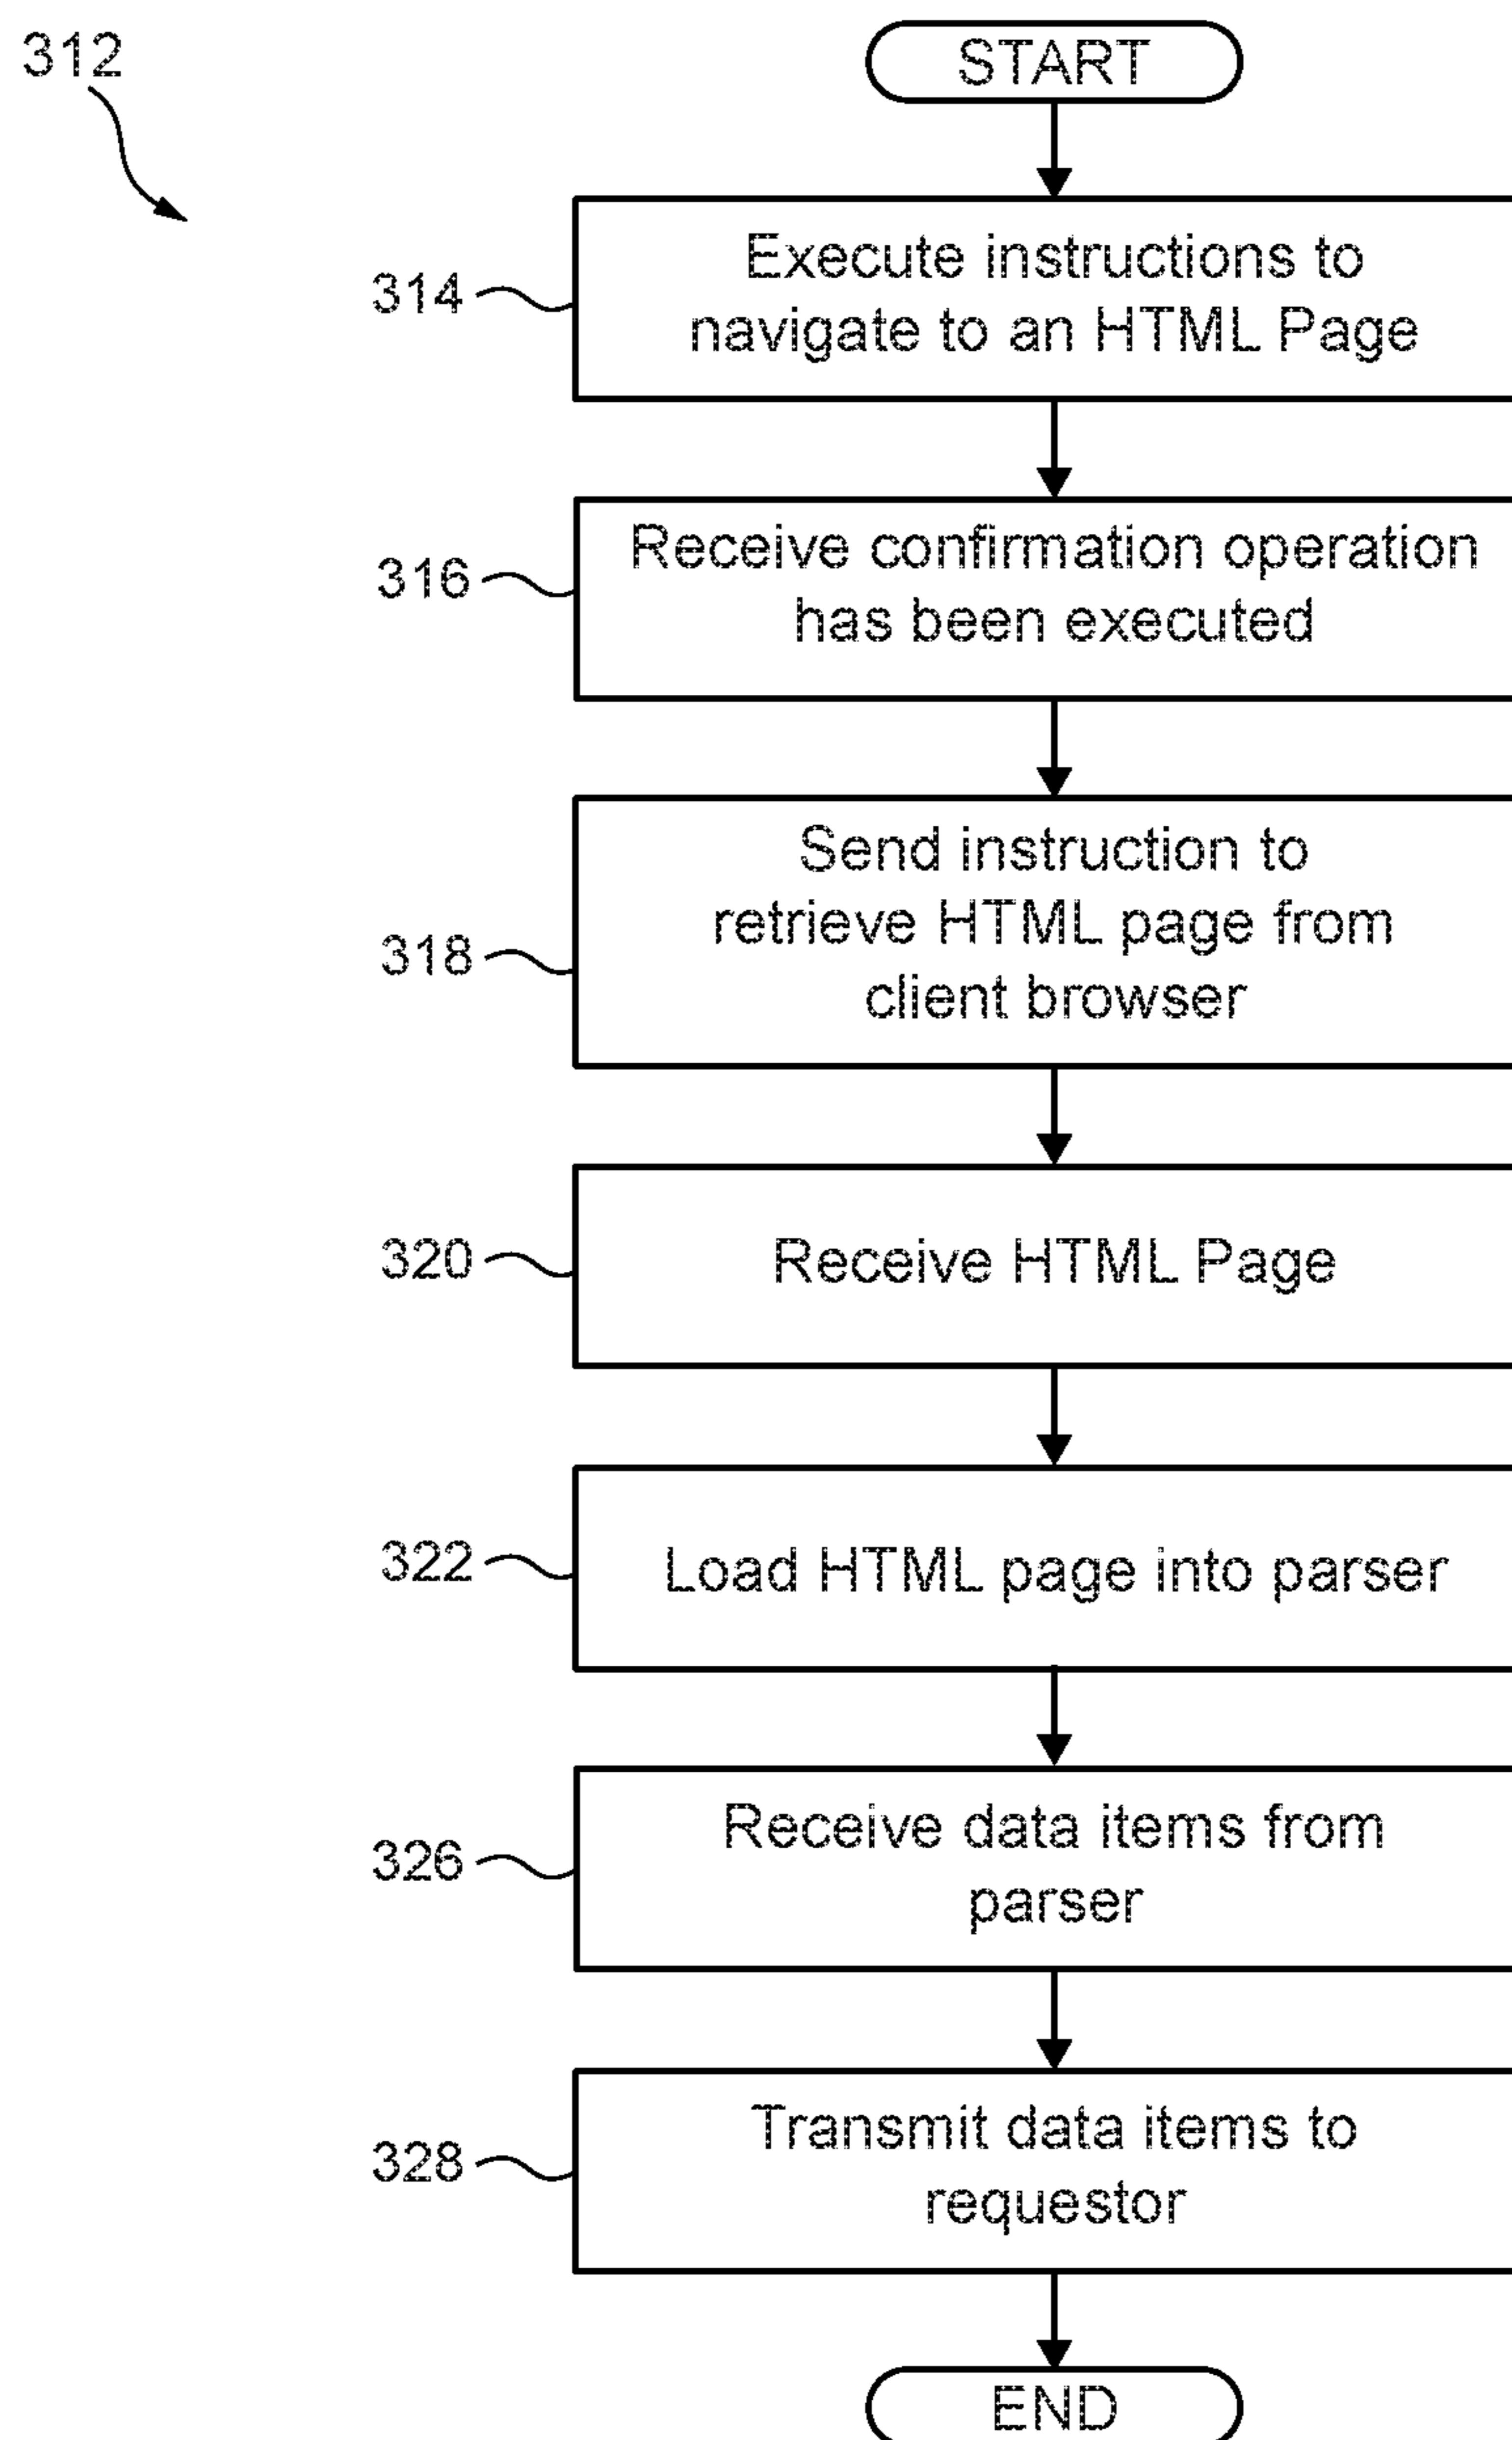 312
START
314
Execute instructions to
navigate to an HTML Page
316
Receive confirmation operation
has been executed
318
Send instruction to
retrieve HTML page from
client browser
320
Receive HTML Page
322
Load HTML page into parser
326
Receive data items from
parser
328
Transmit data items to
requestor
END